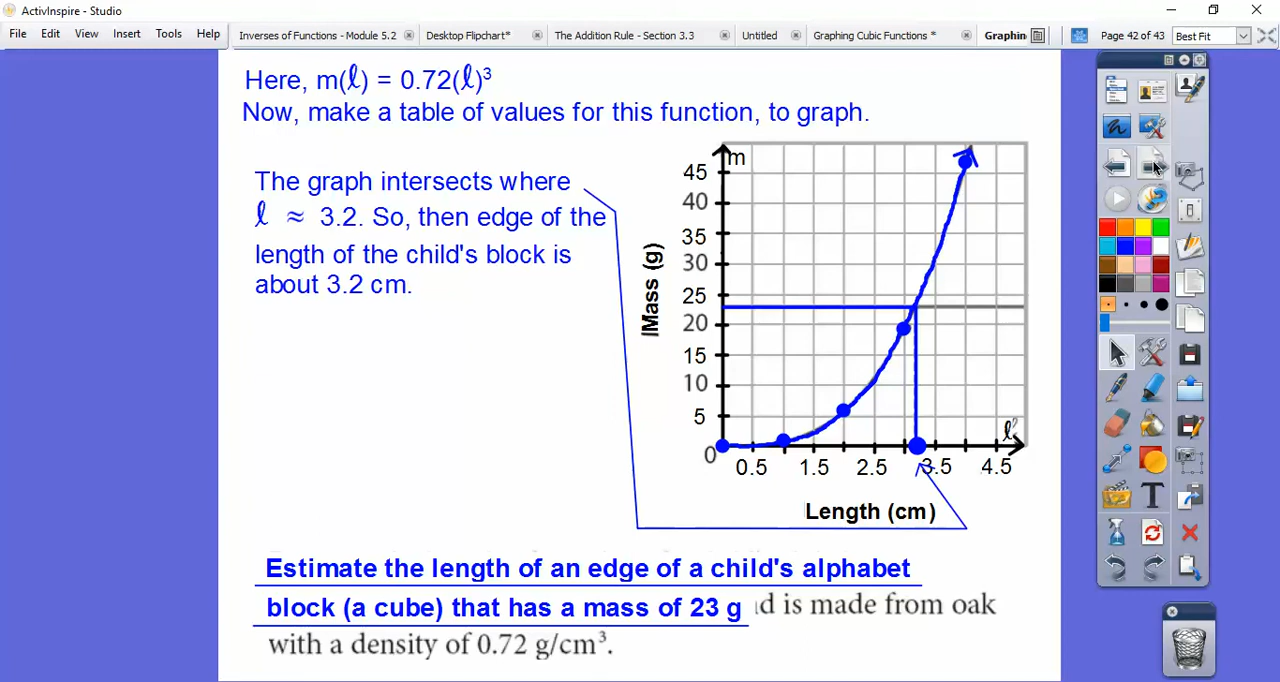 ActivInspire - Studio
File Edit View Insert Tools Help
Inverses of Functions - Module 5.2 Desktop Flipchart* The Addition Rule - Section 3.3 Untitled Graphing Cubic Functions * Graphin Page 42 of 43 Best Fit
Here, m(ℓ) = 0.72(ℓ)³
Now, make a table of values for this function, to graph.
The graph intersects where
ℓ ≈ 3.2. So, then edge of the
length of the child's block is
about 3.2 cm.
m
45
40
35
30
25
20
15
10
5
0
Mass (g)
ℓ
0.5 1.5 2.5 3.5 4.5
Length (cm)
Estimate the length of an edge of a child's alphabet
block (a cube) that has a mass of 23 g d is made from oak
with a density of 0.72 g/cm³.